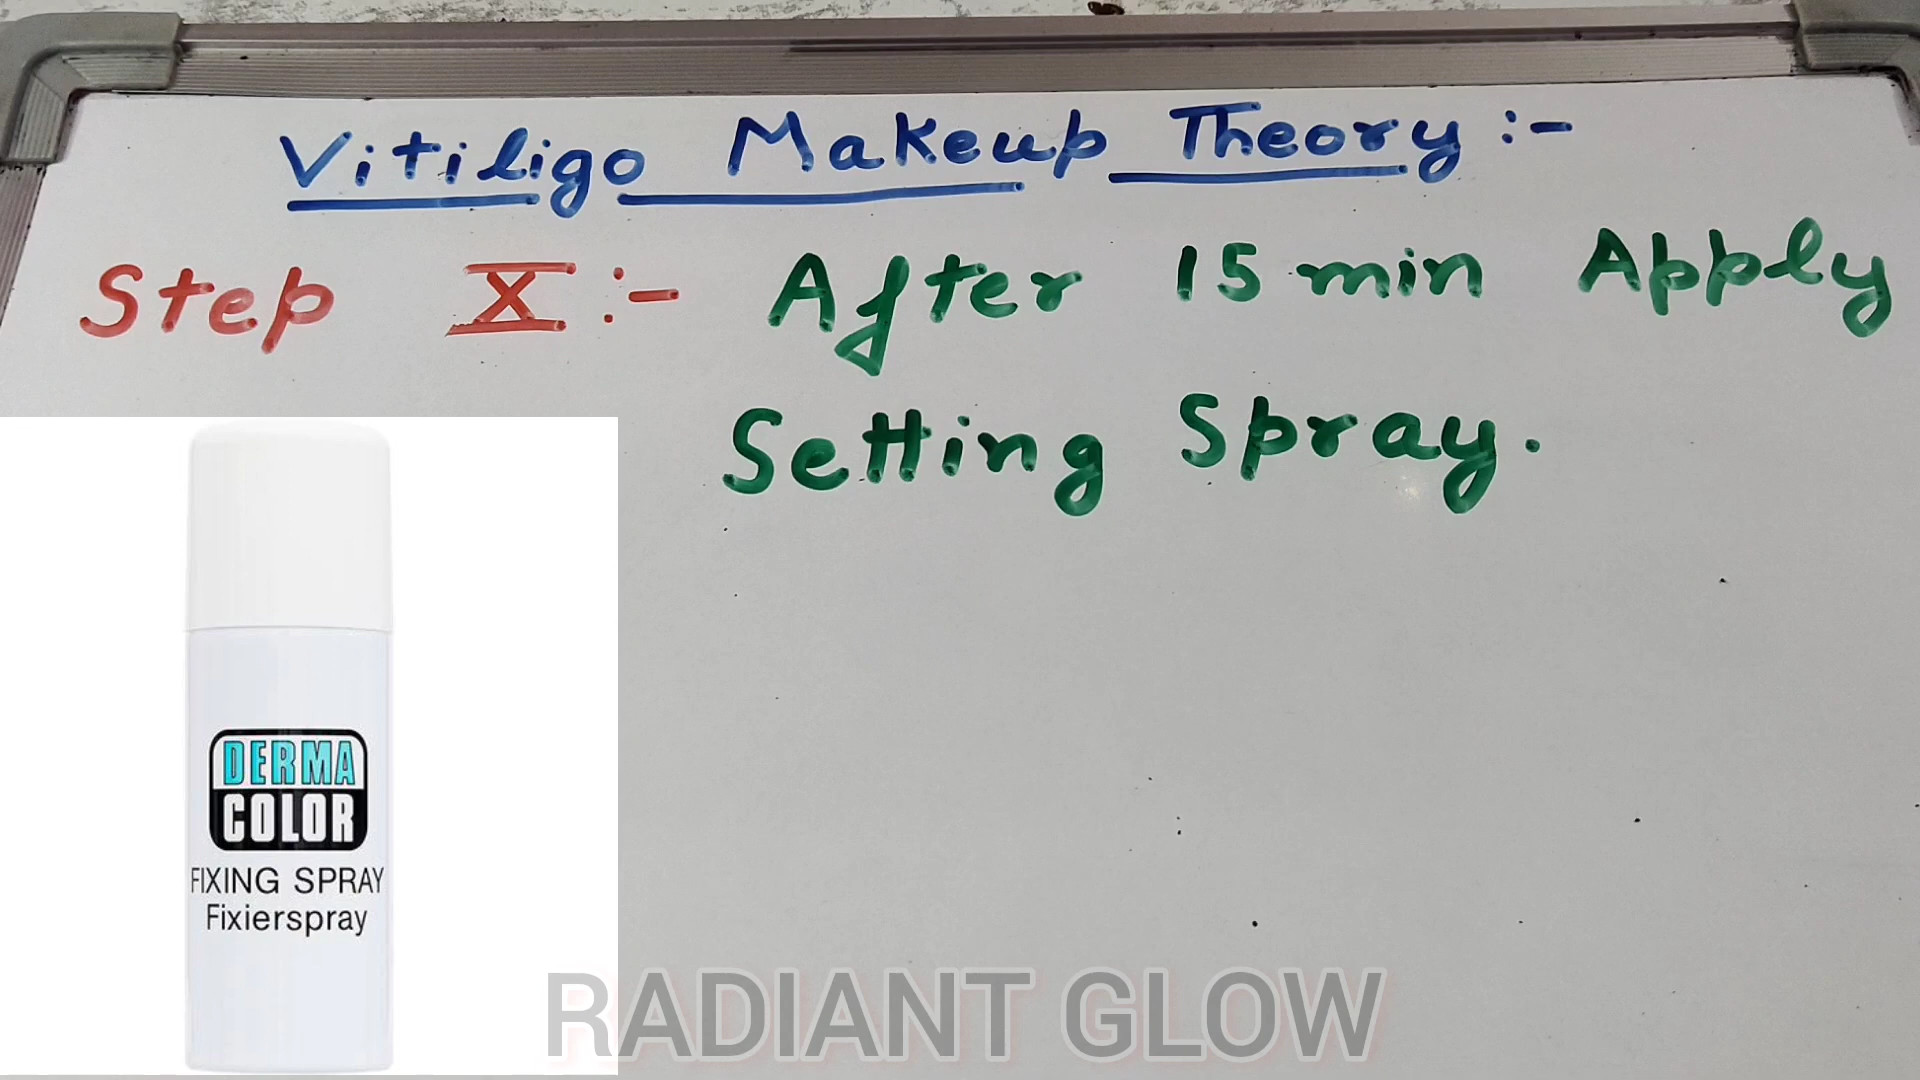 Vitiligo Makeup Theory :-
Step X :- After 15 min Apply
Setting Spray.
DERMA
COLOR
FIXING SPRAY
Fixierspray
RADIANT GLOW